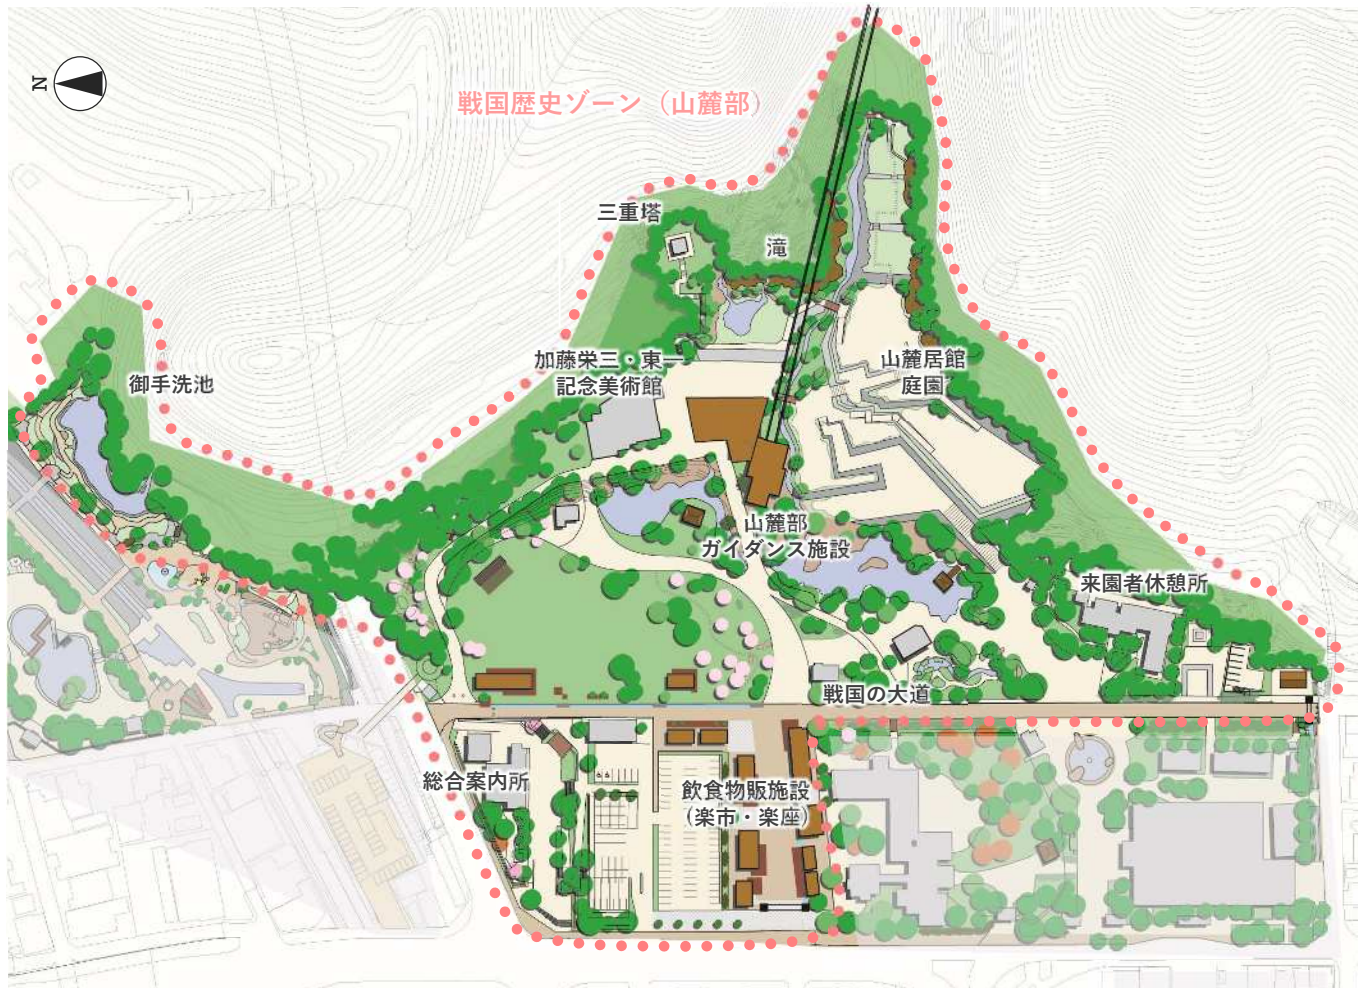 N
戦国歴史ゾーン（山麓部）
三重塔
滝
加藤栄三・東一
記念美術館
山麓居館
庭園
御手洗池
山麓部
ガイダンス施設
来園者休憩所
戦国の大道
総合案内所
飲食物販施設
（楽市・楽座）